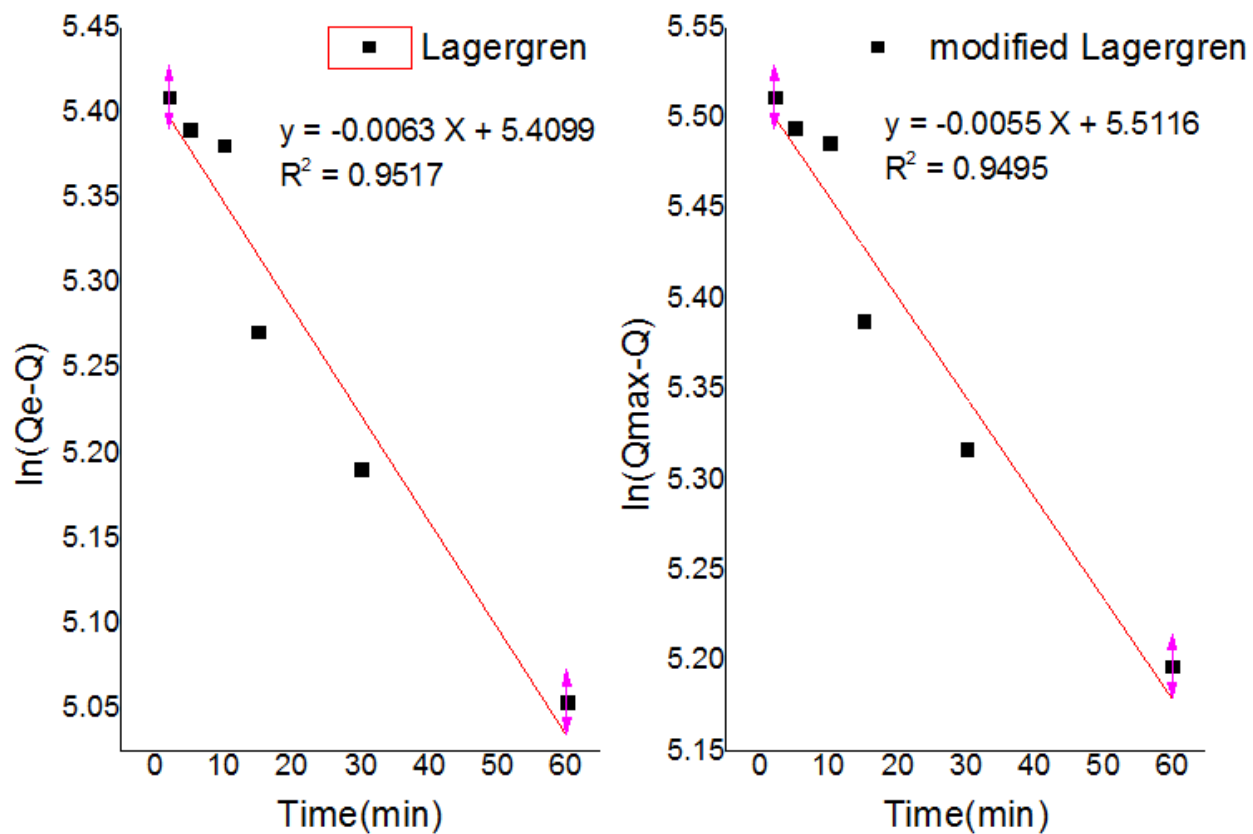 Lagergren
y = -0.0063 X + 5.4099
R² = 0.9517
ln(Qe-Q)
5.45
5.40
5.35
5.30
5.25
5.20
5.15
5.10
5.05
0 10 20 30 40 50 60
Time(min)
modified Lagergren
y = -0.0055 X + 5.5116
R² = 0.9495
ln(Qmax-Q)
5.55
5.50
5.45
5.40
5.35
5.30
5.25
5.20
5.15
0 10 20 30 40 50 60
Time(min)